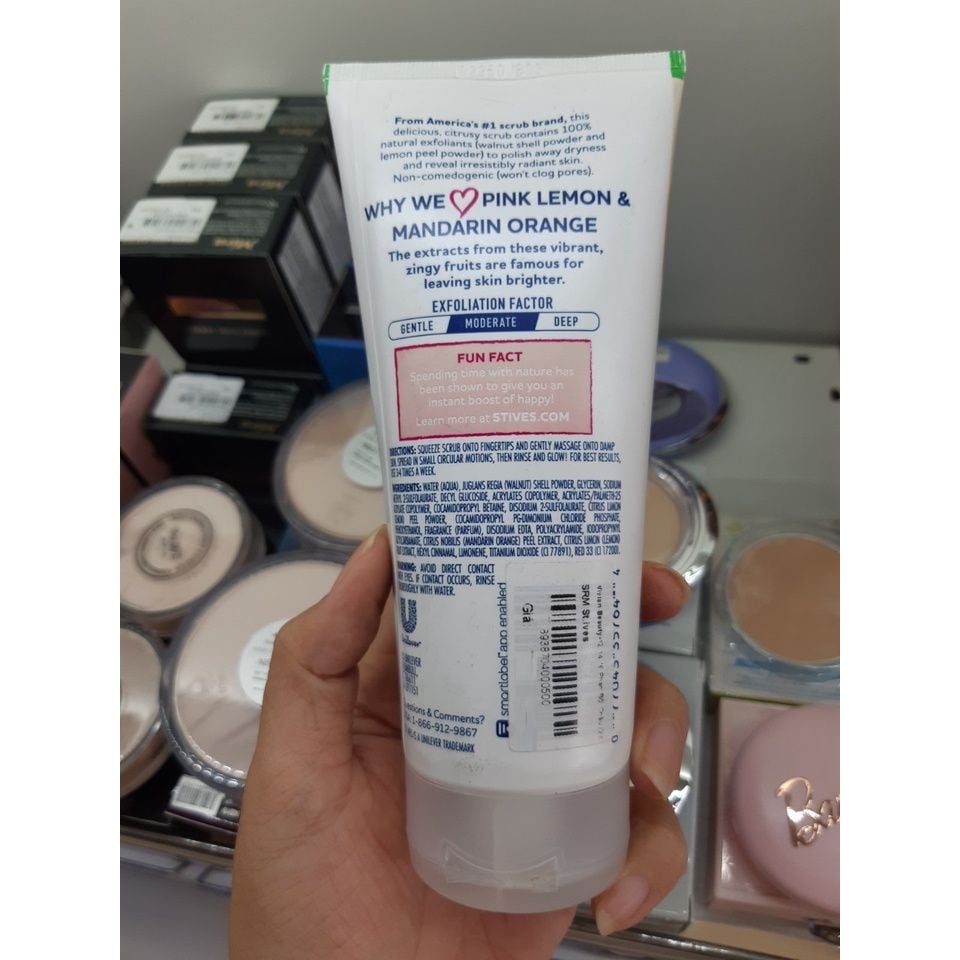 From America's #1 scrub brand, this
delicious, citrusy scrub contains 100%
natural exfoliants (walnut shell powder and
lemon peel powder) to polish away dryness
and reveal irresistibly radiant skin.
Non-comedogenic (won't clog pores).
WHY WE PINK LEMON &
MANDARIN ORANGE
The extracts from these vibrant,
zingy fruits are famous for
leaving skin brighter.
EXFOLIATION FACTOR
GENTLE MODERATE DEEP
FUN FACT
Spending time with nature has
been shown to give you an
instant boost of happy!
Learn more at STIVES.COM
DIRECTIONS: SQUEEZE SCRUB ONTO FINGERTIPS AND GENTLY MASSAGE ONTO DAMP
SPREAD IN SMALL CIRCULAR MOTIONS, THEN RINSE AND GLOW! FOR BEST RESULTS,
3-4 TIMES A WEEK.
INGREDIENTS: WATER (AQUA), JUGLANS REGIA (WALNUT) SHELL POWDER, GLYCERIN, SODIUM
2-SULFOLAURATE, DECYL GLUCOSIDE, ACRYLATES COPOLYMER, ACRYLATES/PALMETH-25
COPOLYMER, COCAMIDOPROPYL BETAINE, DISODIUM 2-SULFOLAURATE, CITRUS LIMON
PEEL POWDER, COCAMIDOPROPYL PG-DIMONIUM CHLORIDE PHOSPHATE,
FRAGRANCE (PARFUM), DISODIUM EDTA, POLYACRYLAMIDE, IODOPROPYNYL
CITRUS NOBILIS (MANDARIN ORANGE) PEEL EXTRACT, CITRUS LIMON (LEMON)
EXTRACT, HEXYL CINNAMAL, LIMONENE, TITANIUM DIOXIDE (CI 77891), RED 33 (CI 17200).
WARNING: AVOID DIRECT CONTACT
EYES. IF CONTACT OCCURS, RINSE
THOROUGHLY WITH WATER.
Unilever
UNILEVER
& Comments?
1-866-912-9867
A UNILEVER TRADEMARK
smartlabel app enabled
Giá
8938704000500
SRM St.ives